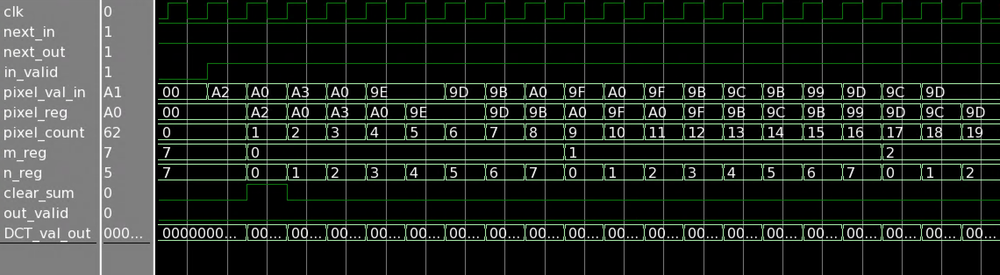 clk 0
next_in 1
next_out 1
in_valid 1
pixel_val_in A1 00 A2 A0 A3 A0 9E 9D 9B A0 9F A0 9F 9B 9C 9B 99 9D 9C 9D
pixel_reg A0 00 A2 A0 A3 A0 9E 9D 9B A0 9F A0 9F 9B 9C 9B 99 9D 9C 9D
pixel_count 62 0 1 2 3 4 5 6 7 8 9 10 11 12 13 14 15 16 17 18 19
m_reg 7 7 0 1 2
n_reg 5 7 0 1 2 3 4 5 6 7 0 1 2 3 4 5 6 7 0 1 2
clear_sum 0
out_valid 0
DCT_val_out 000... 0000000... 00... 00... 00... 00... 00... 00... 00... 00... 00... 00... 00... 00... 00... 00... 00... 00... 00... 00... 00...